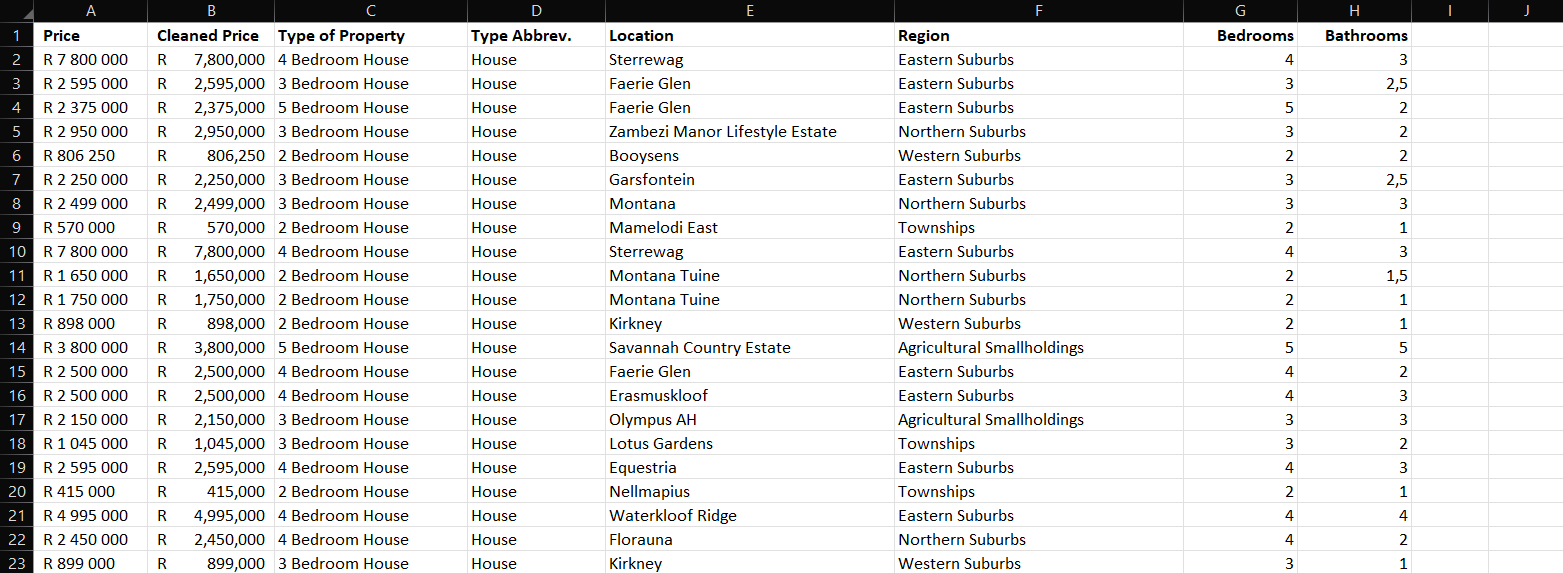 A B C D E F G H I J
1 Price Cleaned Price Type of Property Type Abbrev. Location Region Bedrooms Bathrooms
2 R 7 800 000 R 7,800,000 4 Bedroom House House Sterrewag Eastern Suburbs 4 3
3 R 2 595 000 R 2,595,000 3 Bedroom House House Faerie Glen Eastern Suburbs 3 2,5
4 R 2 375 000 R 2,375,000 5 Bedroom House House Faerie Glen Eastern Suburbs 5 2
5 R 2 950 000 R 2,950,000 3 Bedroom House House Zambezi Manor Lifestyle Estate Northern Suburbs 3 2
6 R 806 250 R 806,250 2 Bedroom House House Booysens Western Suburbs 2 2
7 R 2 250 000 R 2,250,000 3 Bedroom House House Garsfontein Eastern Suburbs 3 2,5
8 R 2 499 000 R 2,499,000 3 Bedroom House House Montana Northern Suburbs 3 3
9 R 570 000 R 570,000 2 Bedroom House House Mamelodi East Townships 2 1
10 R 7 800 000 R 7,800,000 4 Bedroom House House Sterrewag Eastern Suburbs 4 3
11 R 1 650 000 R 1,650,000 2 Bedroom House House Montana Tuine Northern Suburbs 2 1,5
12 R 1 750 000 R 1,750,000 2 Bedroom House House Montana Tuine Northern Suburbs 2 1
13 R 898 000 R 898,000 2 Bedroom House House Kirkney Western Suburbs 2 1
14 R 3 800 000 R 3,800,000 5 Bedroom House House Savannah Country Estate Agricultural Smallholdings 5 5
15 R 2 500 000 R 2,500,000 4 Bedroom House House Faerie Glen Eastern Suburbs 4 2
16 R 2 500 000 R 2,500,000 4 Bedroom House House Erasmuskloof Eastern Suburbs 4 3
17 R 2 150 000 R 2,150,000 3 Bedroom House House Olympus AH Agricultural Smallholdings 3 3
18 R 1 045 000 R 1,045,000 3 Bedroom House House Lotus Gardens Townships 3 2
19 R 2 595 000 R 2,595,000 4 Bedroom House House Equestria Eastern Suburbs 4 3
20 R 415 000 R 415,000 2 Bedroom House House Nellmapius Townships 2 1
21 R 4 995 000 R 4,995,000 4 Bedroom House House Waterkloof Ridge Eastern Suburbs 4 4
22 R 2 450 000 R 2,450,000 4 Bedroom House House Florauna Northern Suburbs 4 2
23 R 899 000 R 899,000 3 Bedroom House House Kirkney Western Suburbs 3 1